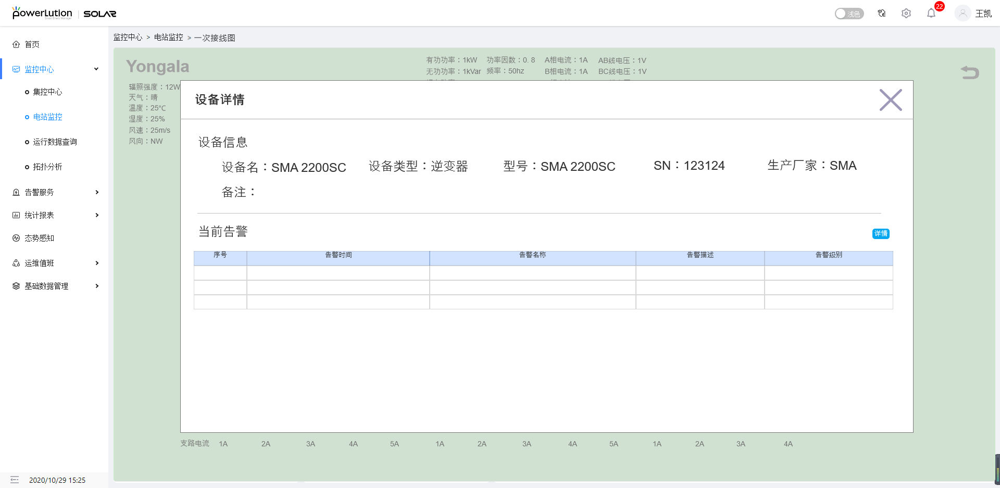 powerLution SOLAR
浅色
22
王凯
首页
监控中心
集控中心
电站监控
运行数据查询
拓扑分析
告警服务
统计报表
态势感知
运维值班
基础数据管理
2020/10/29 15:25
监控中心 > 电站监控 > 一次接线图
Yongala
有功功率：1kW 功率因数：0. 8 A相电流：1A AB线电压：1V
无功功率：1kVar 频率：50hz B相电流：1A BC线电压：1V
辐照强度：12W
天气：晴
温度：25℃
湿度：25%
风速：25m/s
风向：NW
设备详情
设备信息
设备名：SMA 2200SC 设备类型：逆变器 型号：SMA 2200SC SN：123124 生产厂家：SMA
备注：
当前告警
详情
序号 告警时间 告警名称 告警描述 告警级别
支路电流 1A 2A 3A 4A 5A 1A 2A 3A 4A 5A 1A 2A 3A 4A